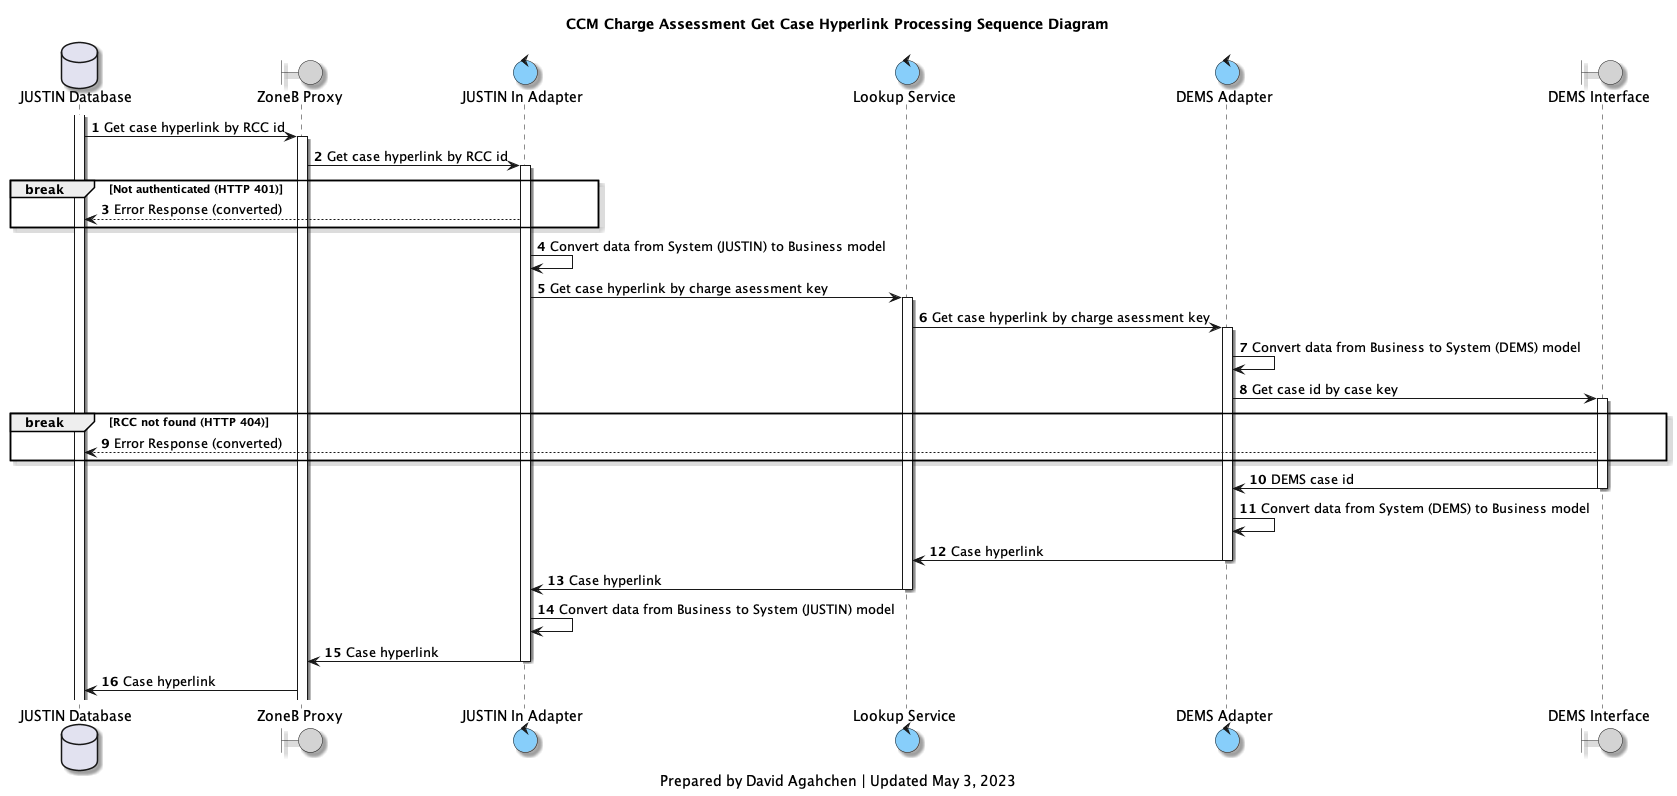 CCM Charge Assessment Get Case Hyperlink Processing Sequence Diagram
JUSTIN Database
ZoneB Proxy
JUSTIN In Adapter
Lookup Service
DEMS Adapter
DEMS Interface
1 Get case hyperlink by RCC id
2 Get case hyperlink by RCC id
break [Not authenticated (HTTP 401)]
3 Error Response (converted)
4 Convert data from System (JUSTIN) to Business model
5 Get case hyperlink by charge asessment key
6 Get case hyperlink by charge asessment key
7 Convert data from Business to System (DEMS) model
8 Get case id by case key
break [RCC not found (HTTP 404)]
9 Error Response (converted)
10 DEMS case id
11 Convert data from System (DEMS) to Business model
12 Case hyperlink
13 Case hyperlink
14 Convert data from Business to System (JUSTIN) model
15 Case hyperlink
16 Case hyperlink
JUSTIN Database
ZoneB Proxy
JUSTIN In Adapter
Lookup Service
DEMS Adapter
DEMS Interface
Prepared by David Agahchen | Updated May 3, 2023